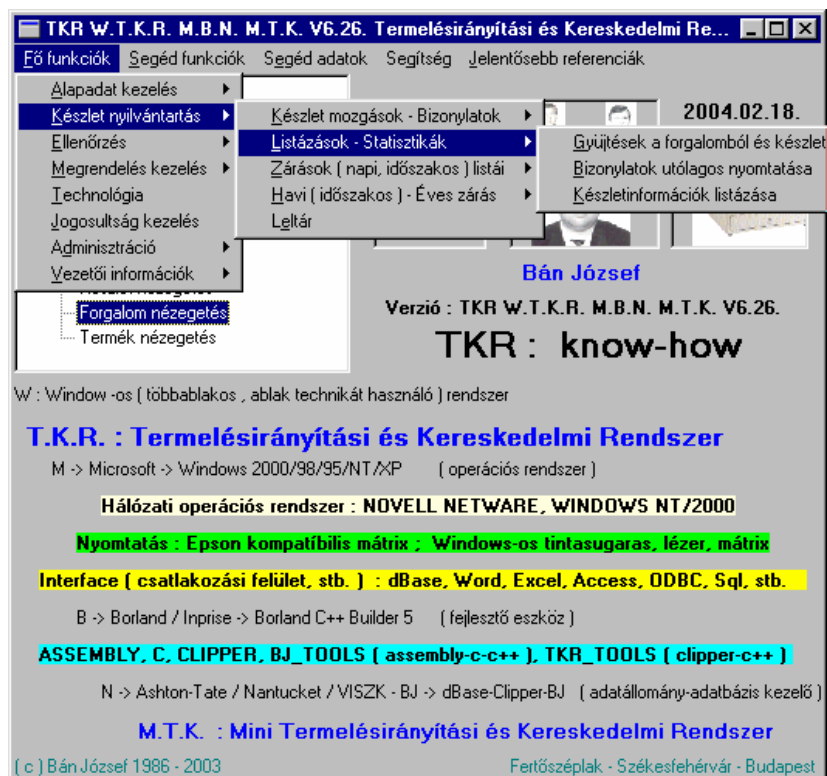 TKR W.T.K.R. M.B.N. M.T.K. V6.26. Termelésirányítási és Kereskedelmi Re...
Fő funkciók Segéd funkciók Segéd adatok Segítség Jelentősebb referenciák
Alapadat kezelés
Készlet nyilvántartás
Ellenőrzés
Megrendelés kezelés
Technológia
Jogosultság kezelés
Adminisztráció
Vezetői információk
Készlet mozgások - Bizonylatok
Listázások - Statisztikák
Zárások ( napi, időszakos ) listái
Havi ( időszakos ) - Éves zárás
Leltár
2004.02.18.
Gyüjtések a forgalomból és készlet
Bizonylatok utólagos nyomtatása
Készletinformációk listázása
Forgalom nézegetés
Termék nézegetés
Bán József
Verzió : TKR W.T.K.R. M.B.N. M.T.K. V6.26.
TKR : know-how
W : Window -os ( többablakos , ablak technikát használó ) rendszer
T.K.R. : Termelésirányítási és Kereskedelmi Rendszer
M -> Microsoft -> Windows 2000/98/95/NT/XP ( operációs rendszer )
Hálózati operációs rendszer : NOVELL NETWARE, WINDOWS NT/2000
Nyomtatás : Epson kompatíbilis mátrix ; Windows-os tintasugaras, lézer, mátrix
Interface ( csatlakozási felület, stb. ) : dBase, Word, Excel, Access, ODBC, Sql, stb.
B -> Borland / Inprise -> Borland C++ Builder 5 ( fejlesztő eszköz )
ASSEMBLY, C, CLIPPER, BJ_TOOLS ( assembly-c-c++ ), TKR_TOOLS ( clipper-c++ )
N -> Ashton-Tate / Nantucket / VISZK - BJ -> dBase-Clipper-BJ ( adatállomány-adatbázis kezelő )
M.T.K. : Mini Termelésirányítási és Kereskedelmi Rendszer
( c ) Bán József 1986 - 2003
Fertőszéplak - Székesfehérvár - Budapest